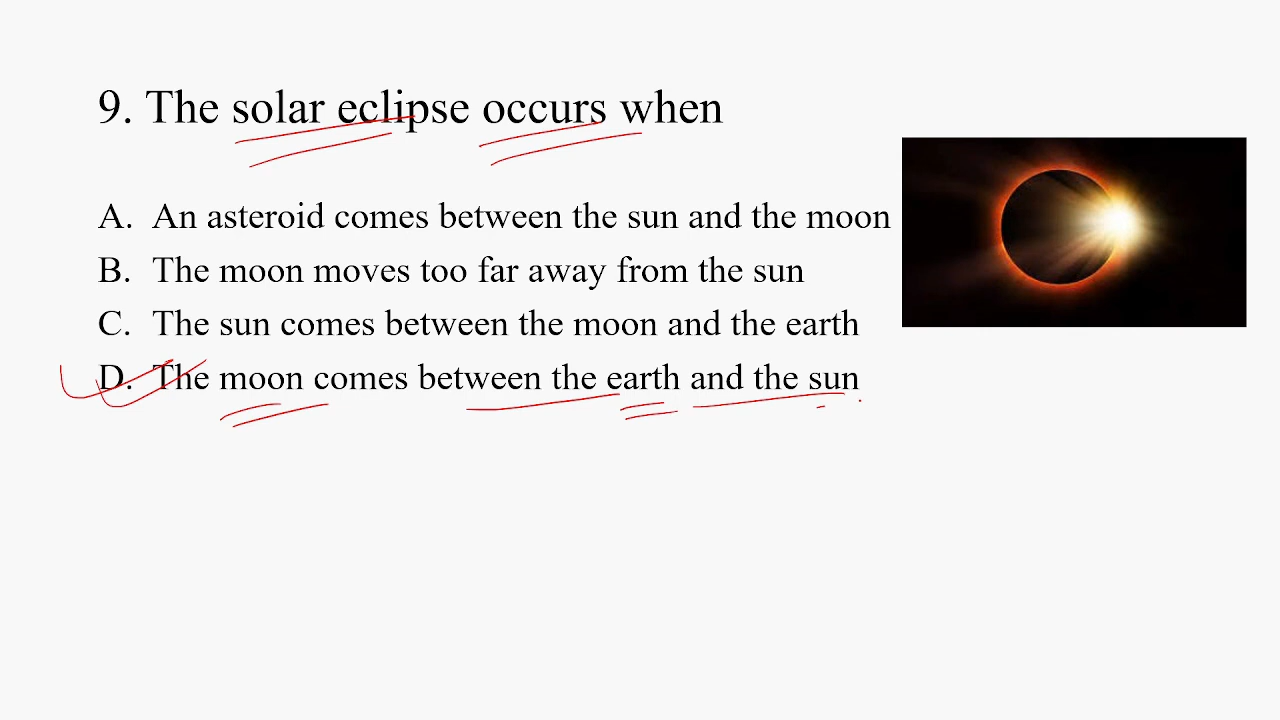 9. The solar eclipse occurs when
A. An asteroid comes between the sun and the moon
B. The moon moves too far away from the sun
C. The sun comes between the moon and the earth
D. The moon comes between the earth and the sun